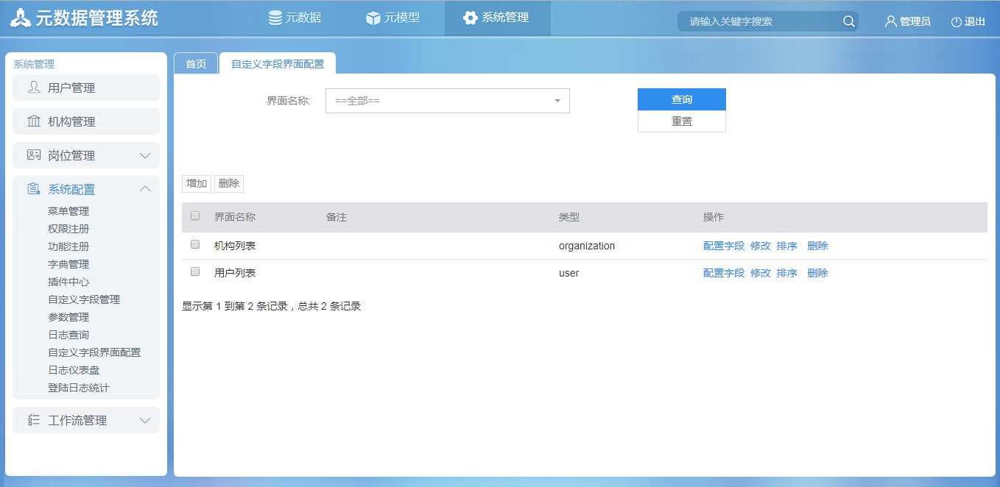 元数据管理系统
元数据
元模型
系统管理
请输入关键字搜索
管理员
退出
系统管理
用户管理
机构管理
岗位管理
系统配置
菜单管理
权限注册
功能注册
字典管理
插件中心
自定义字段管理
参数管理
日志查询
自定义字段界面配置
日志仪表盘
登陆日志统计
工作流管理
首页
自定义字段界面配置
界面名称:
==全部==
查询
重置
增加 删除
界面名称 备注 类型 操作
机构列表 organization 配置字段 修改 排序 删除
用户列表 user 配置字段 修改 排序 删除
显示第 1 到第 2 条记录，总共 2 条记录